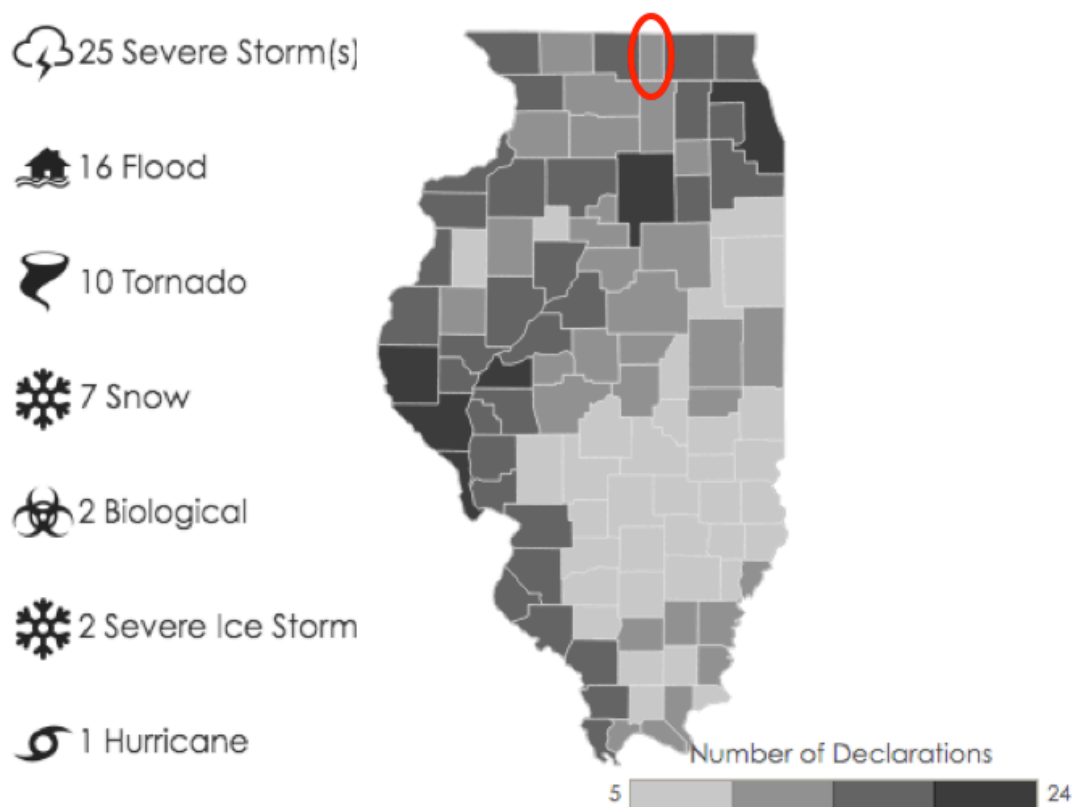 25 Severe Storm(s)
16 Flood
10 Tornado
7 Snow
2 Biological
2 Severe Ice Storm
1 Hurricane
Number of Declarations
5
24